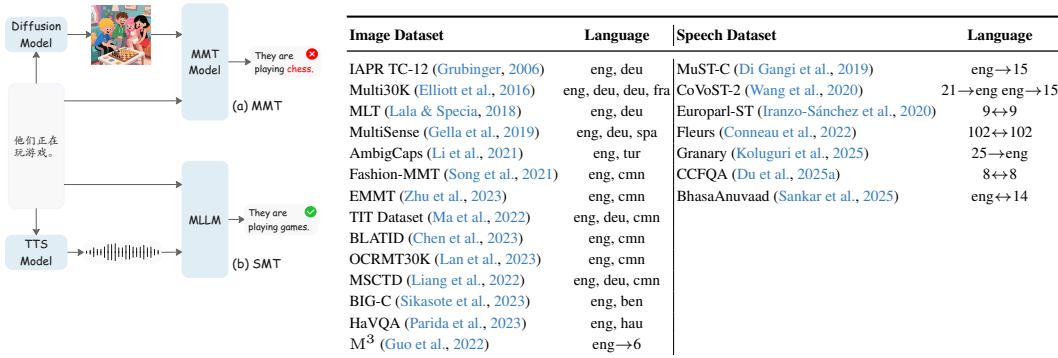 Diffusion
Model
MMT
Model
They are
playing chess.
(a) MMT
他们正在
玩游戏。
MLLM
They are
playing games.
TTS
Model
(b) SMT
Image Dataset Language Speech Dataset Language
IAPR TC-12 (Grubinger, 2006) eng, deu MuST-C (Di Gangi et al., 2019) eng→15
Multi30K (Elliott et al., 2016) eng, deu, deu, fra CoVoST-2 (Wang et al., 2020) 21→eng eng→15
MLT (Lala & Specia, 2018) eng, deu Europarl-ST (Iranzo-Sánchez et al., 2020) 9↔9
MultiSense (Gella et al., 2019) eng, deu, spa Fleurs (Conneau et al., 2022) 102↔102
AmbigCaps (Li et al., 2021) eng, tur Granary (Koluguri et al., 2025) 25→eng
Fashion-MMT (Song et al., 2021) eng, cmn CCFQA (Du et al., 2025a) 8↔8
EMMT (Zhu et al., 2023) eng, cmn BhasaAnuvaad (Sankar et al., 2025) eng↔14
TIT Dataset (Ma et al., 2022) eng, deu, cmn
BLATID (Chen et al., 2023) eng, cmn
OCRMT30K (Lan et al., 2023) eng, cmn
MSCTD (Liang et al., 2022) eng, deu, cmn
BIG-C (Sikasote et al., 2023) eng, ben
HaVQA (Parida et al., 2023) eng, hau
M³ (Guo et al., 2022) eng→6